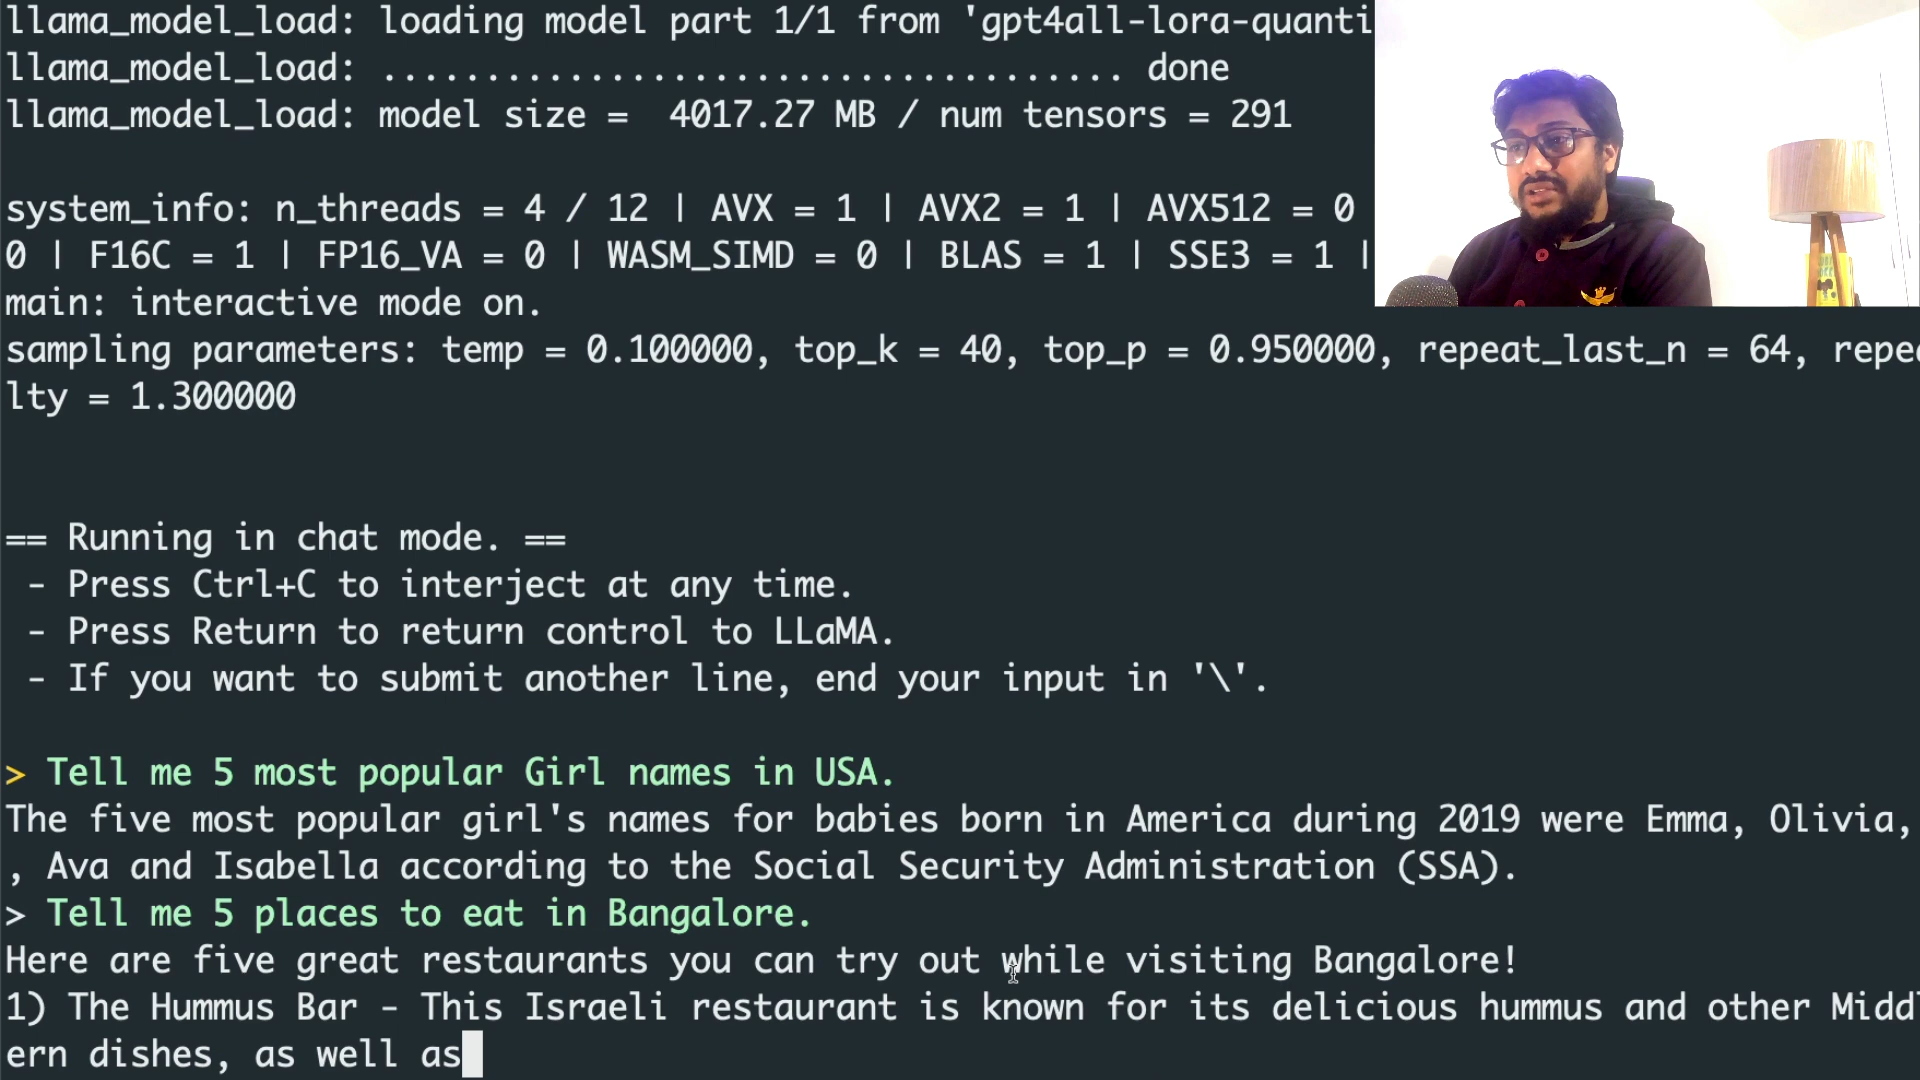 llama_model_load: loading model part 1/1 from 'gpt4all-lora-quanti
llama_model_load: .................................... done
llama_model_load: model size =  4017.27 MB / num tensors = 291
system_info: n_threads = 4 / 12 | AVX = 1 | AVX2 = 1 | AVX512 = 0
0 | F16C = 1 | FP16_VA = 0 | WASM_SIMD = 0 | BLAS = 1 | SSE3 = 1 |
main: interactive mode on.
sampling parameters: temp = 0.100000, top_k = 40, top_p = 0.950000, repeat_last_n = 64, repe
lty = 1.300000
== Running in chat mode. ==
- Press Ctrl+C to interject at any time.
- Press Return to return control to LLaMA.
- If you want to submit another line, end your input in '\'.
> Tell me 5 most popular Girl names in USA.
The five most popular girl's names for babies born in America during 2019 were Emma, Olivia,
, Ava and Isabella according to the Social Security Administration (SSA).
> Tell me 5 places to eat in Bangalore.
Here are five great restaurants you can try out while visiting Bangalore!
1) The Hummus Bar - This Israeli restaurant is known for its delicious hummus and other Midd
ern dishes, as well as